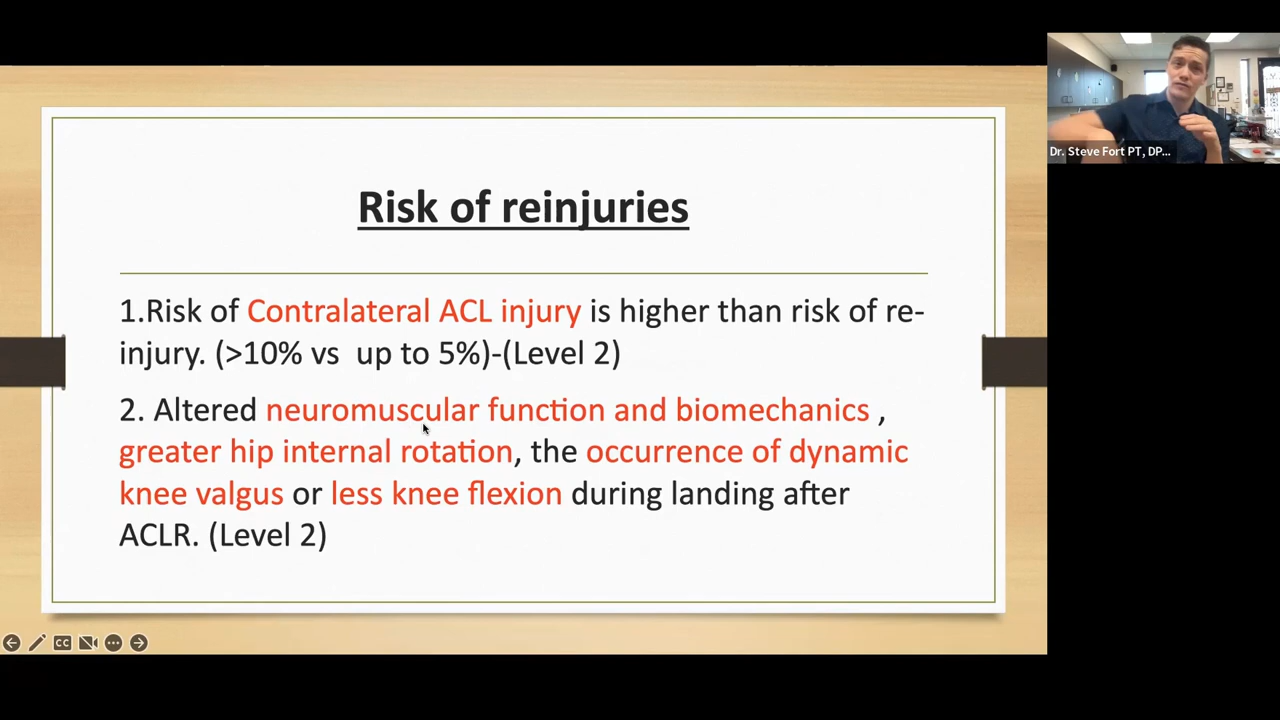 Risk of reinjuries
1.Risk of Contralateral ACL injury is higher than risk of re-
injury. (>10% vs  up to 5%)-(Level 2)
2. Altered neuromuscular function and biomechanics ,
greater hip internal rotation, the occurrence of dynamic
knee valgus or less knee flexion during landing after
ACLR. (Level 2)
Dr. Steve Fort PT, DP...
CC